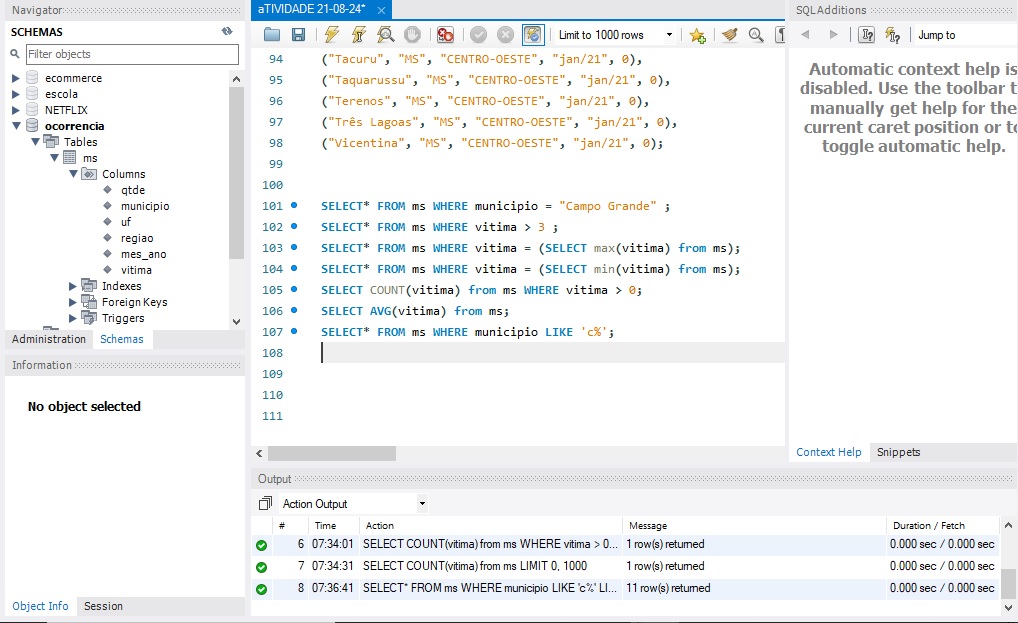 Navigator
SCHEMAS
Filter objects
ecommerce
escola
NETFLIX
ocorrencia
Tables
ms
Columns
qtde
municipio
uf
regiao
mes_ano
vitima
Indexes
Foreign Keys
Triggers
Administration Schemas
Information
No object selected
Object Info Session
aTIVIDADE 21-08-24*
Limit to 1000 rows
94 ("Tacuru", "MS", "CENTRO-OESTE", "jan/21", 0),
95 ("Taquarussu", "MS", "CENTRO-OESTE", "jan/21", 0),
96 ("Terenos", "MS", "CENTRO-OESTE", "jan/21", 0),
97 ("Três Lagoas", "MS", "CENTRO-OESTE", "jan/21", 0),
98 ("Vicentina", "MS", "CENTRO-OESTE", "jan/21", 0);
99
100
101 SELECT* FROM ms WHERE municipio = "Campo Grande" ;
102 SELECT* FROM ms WHERE vitima > 3 ;
103 SELECT* FROM ms WHERE vitima = (SELECT max(vitima) from ms);
104 SELECT* FROM ms WHERE vitima = (SELECT min(vitima) from ms);
105 SELECT COUNT(vitima) from ms WHERE vitima > 0;
106 SELECT AVG(vitima) from ms;
107 SELECT* FROM ms WHERE municipio LIKE 'c%';
108
109
110
111
SQLAdditions
Jump to
Automatic context help is
disabled. Use the toolbar t
manually get help for the
current caret position or to
toggle automatic help.
Context Help Snippets
Output
Action Output
# Time Action Message Duration / Fetch
6 07:34:01 SELECT COUNT(vitima) from ms WHERE vitima > 0... 1 row(s) returned 0.000 sec / 0.000 sec
7 07:34:31 SELECT COUNT(vitima) from ms LIMIT 0, 1000 1 row(s) returned 0.000 sec / 0.000 sec
8 07:36:41 SELECT* FROM ms WHERE municipio LIKE 'c%' LI... 11 row(s) returned 0.000 sec / 0.000 sec